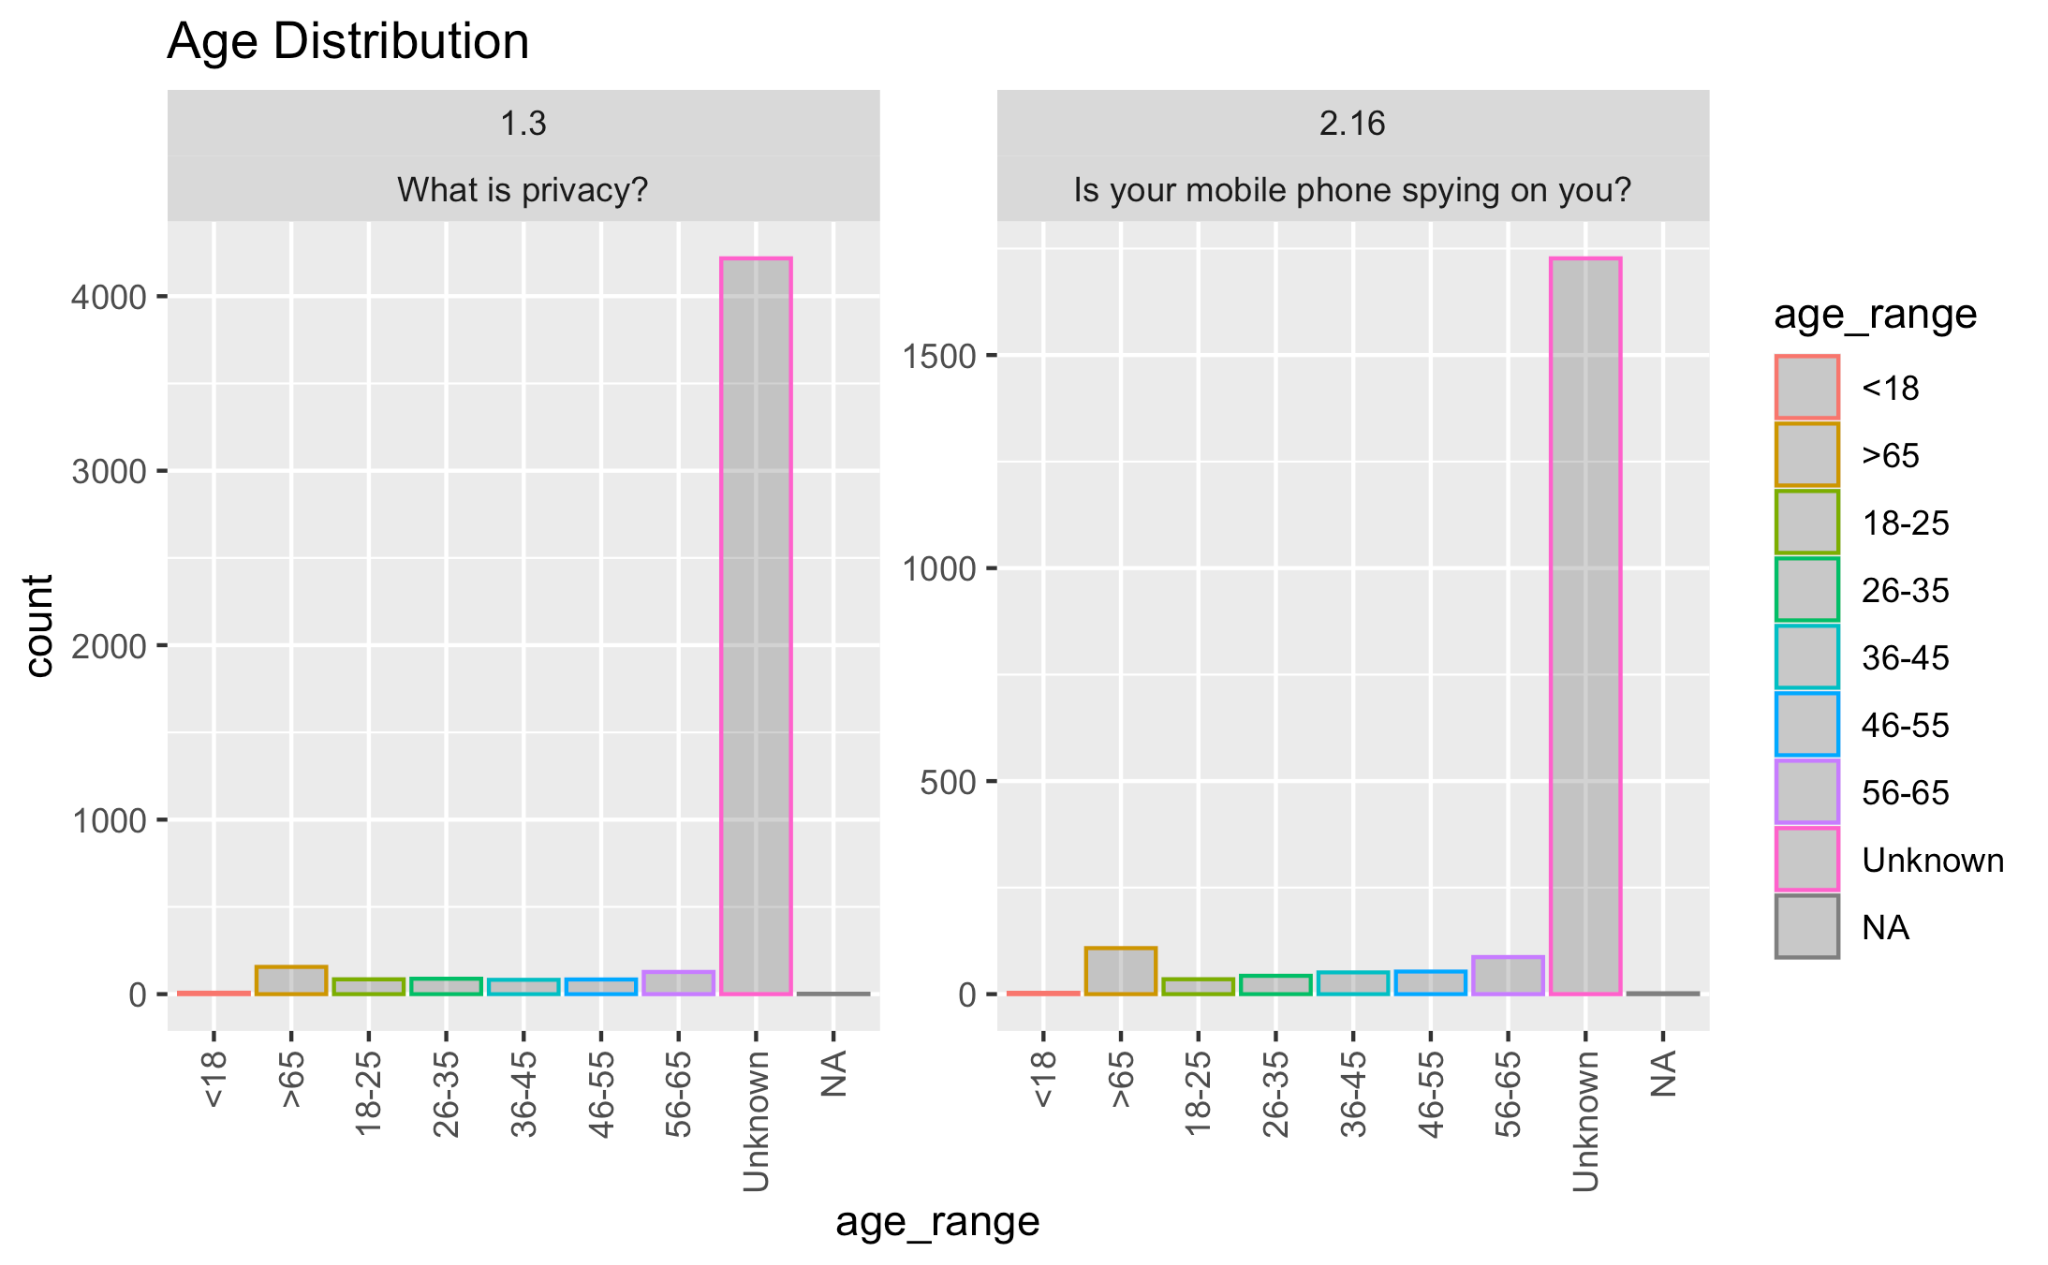 Age Distribution
1.3
What is privacy?
2.16
Is your mobile phone spying on you?
count
4000
3000
2000
1000
0
1500
1000
500
0
<18
>65
18-25
26-35
36-45
46-55
56-65
Unknown
NA
<18
>65
18-25
26-35
36-45
46-55
56-65
Unknown
NA
age_range
age_range
<18
>65
18-25
26-35
36-45
46-55
56-65
Unknown
NA